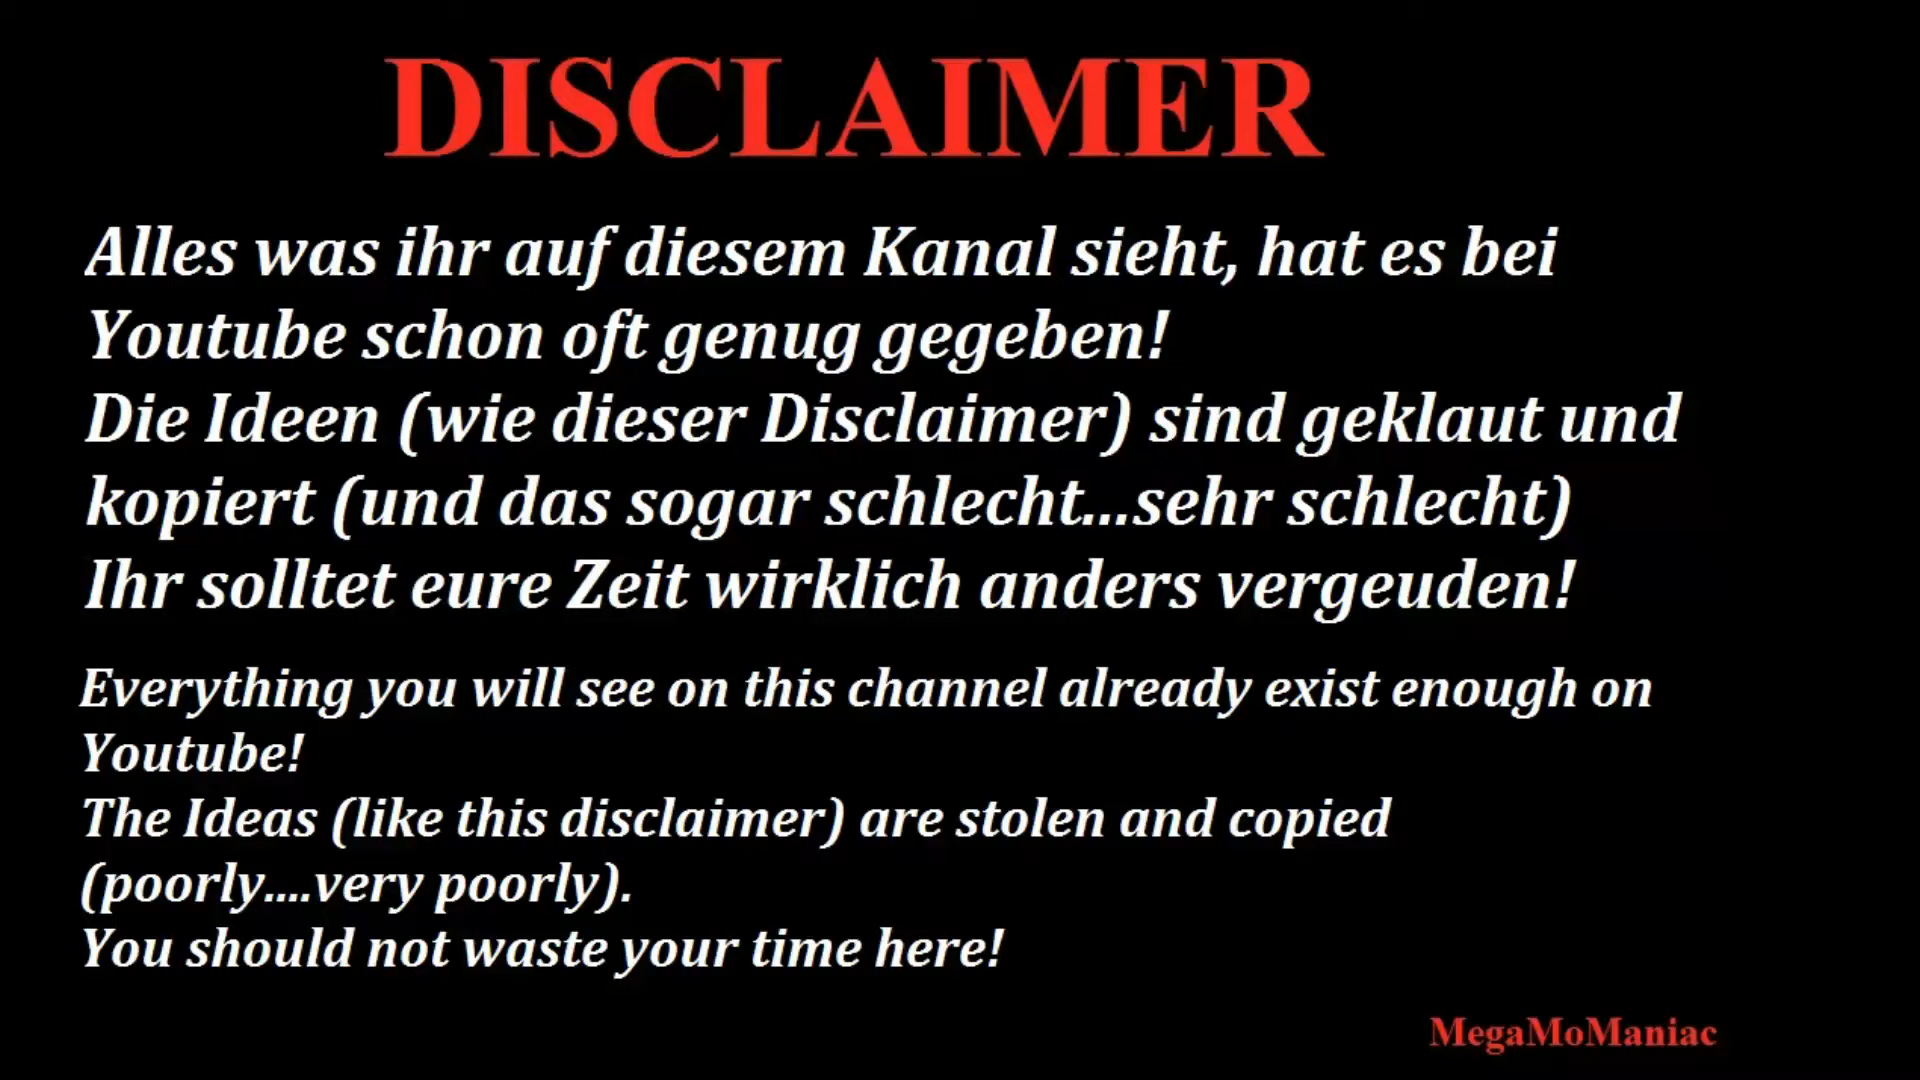 DISCLAIMER
Alles was ihr auf diesem Kanal sieht, hat es bei
Youtube schon oft genug gegeben!
Die Ideen (wie dieser Disclaimer) sind geklaut und
kopiert (und das sogar schlecht...sehr schlecht)
Ihr solltet eure Zeit wirklich anders vergeuden!
Everything you will see on this channel already exist enough on
Youtube!
The Ideas (like this disclaimer) are stolen and copied
(poorly....very poorly).
You should not waste your time here!
MegaMoManiac